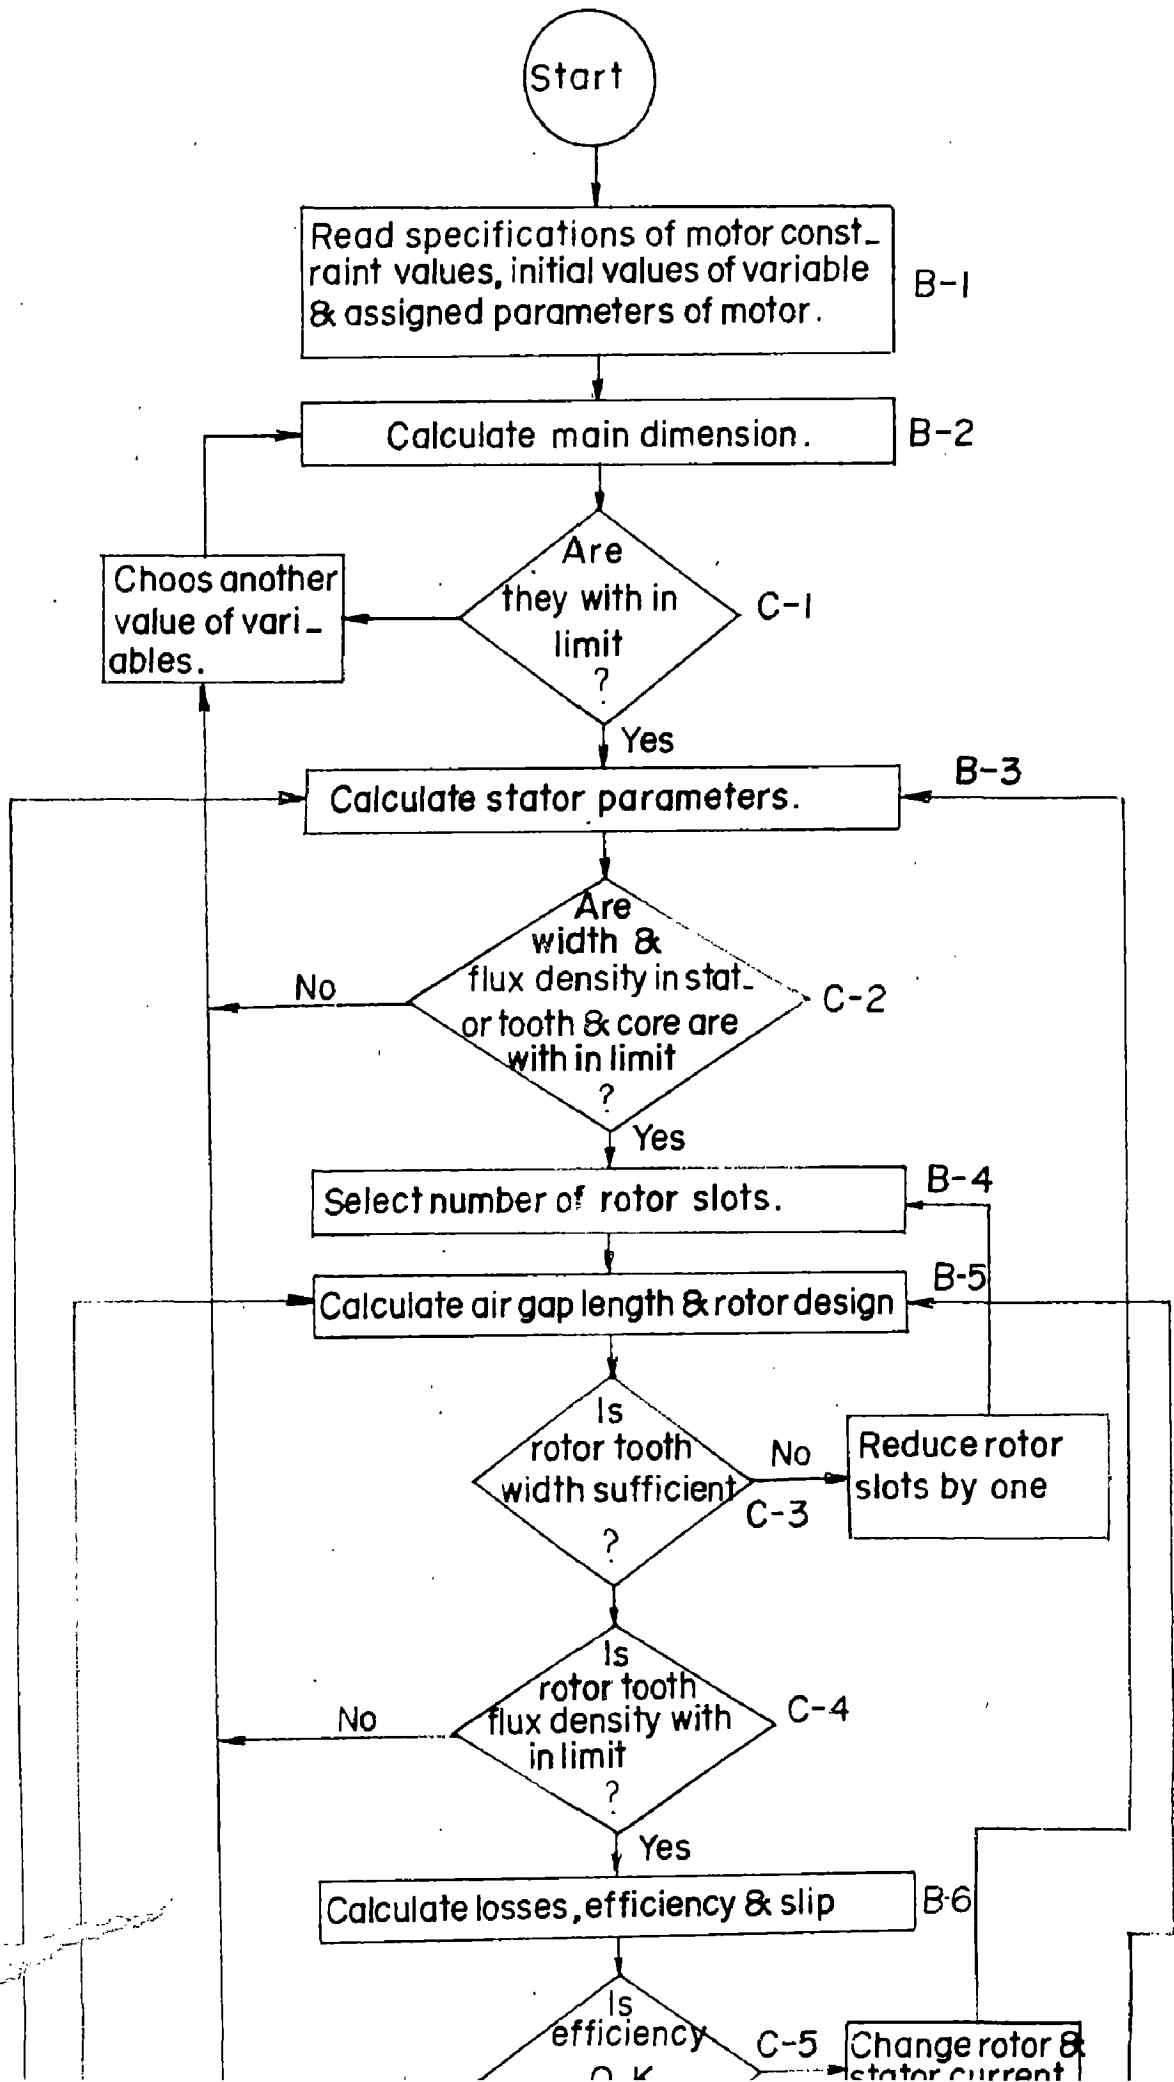 Start
Read specifications of motor const_
raint values, initial values of variable
& assigned parameters of motor.
B-1
Calculate main dimension.
B-2
Are
they with in
limit
?
C-1
Choos another
value of vari_
ables.
Yes
B-3
Calculate stator parameters.
Are
width &
flux density in stat_
or tooth & core are
with in limit
?
No
C-2
Yes
Select number of rotor slots.
B-4
B-5
Calculate air gap length & rotor design
Is
rotor tooth
width sufficient
?
No
C-3
Reduce rotor
slots by one
Is
rotor tooth
flux density with
in limit
?
No
C-4
Yes
Calculate losses, efficiency & slip
B-6
Is
efficiency
O.K
C-5
Change rotor &
stator current